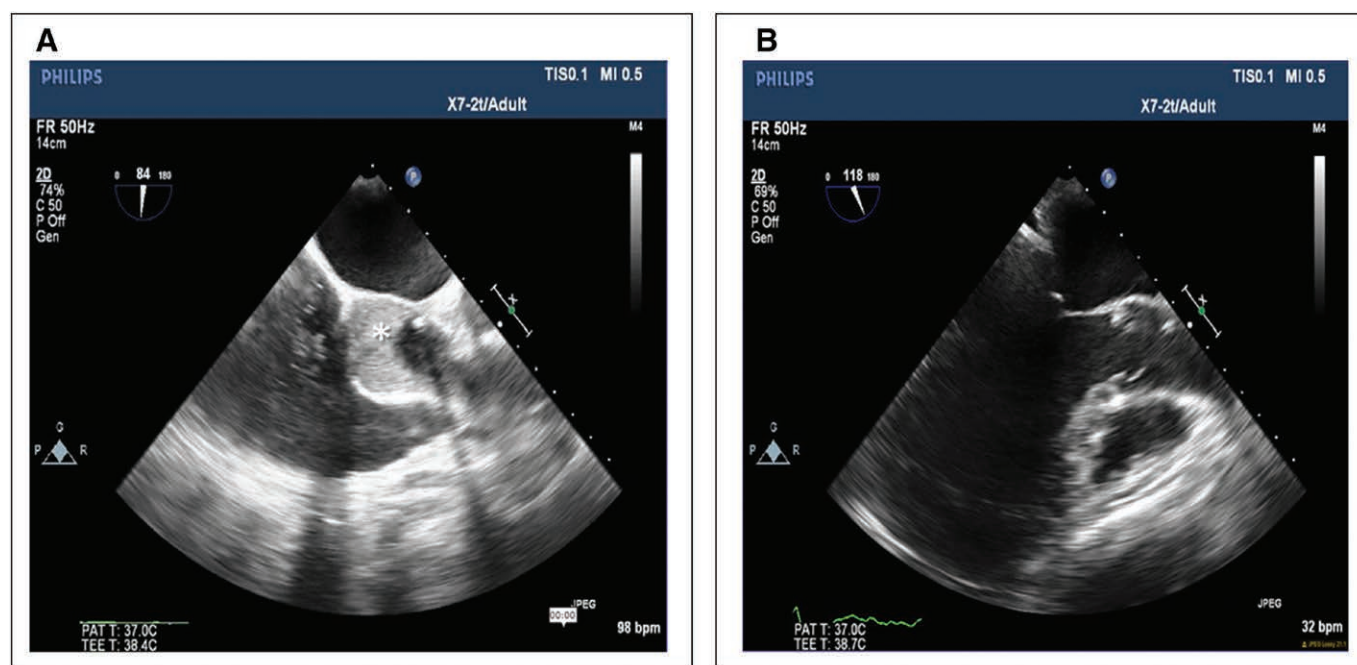 A
PHILIPS
TIS0.1 MI 0.5
X7-2t/Adult
FR 50Hz
14cm
M4
2D
74%
C 50
P Off
Gen
0 84 180
P
*
X
G
P R
JPEG
00:00
98 bpm
PAT T: 37.0C
TEE T: 38.4C
B
PHILIPS
TIS0.1 MI 0.5
X7-2t/Adult
FR 50Hz
14cm
M4
2D
69%
C 50
P Off
Gen
0 118 180
P
X
G
P R
JPEG
32 bpm
PAT T: 37.0C
TEE T: 38.7C